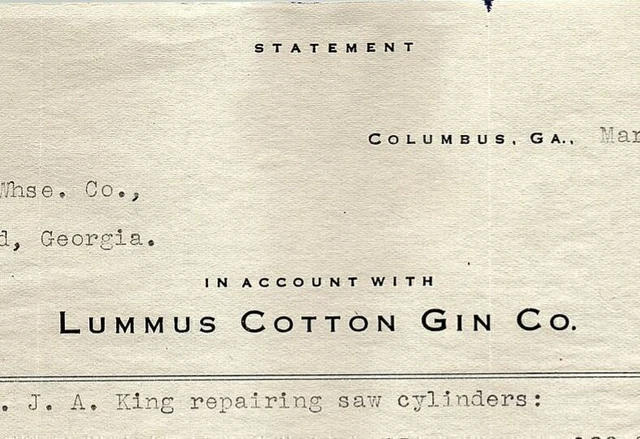 STATEMENT
COLUMBUS, GA., Mar
Whse. Co.,
d, Georgia.
IN ACCOUNT WITH
LUMMUS COTTON GIN CO.
. J. A. King repairing saw cylinders: